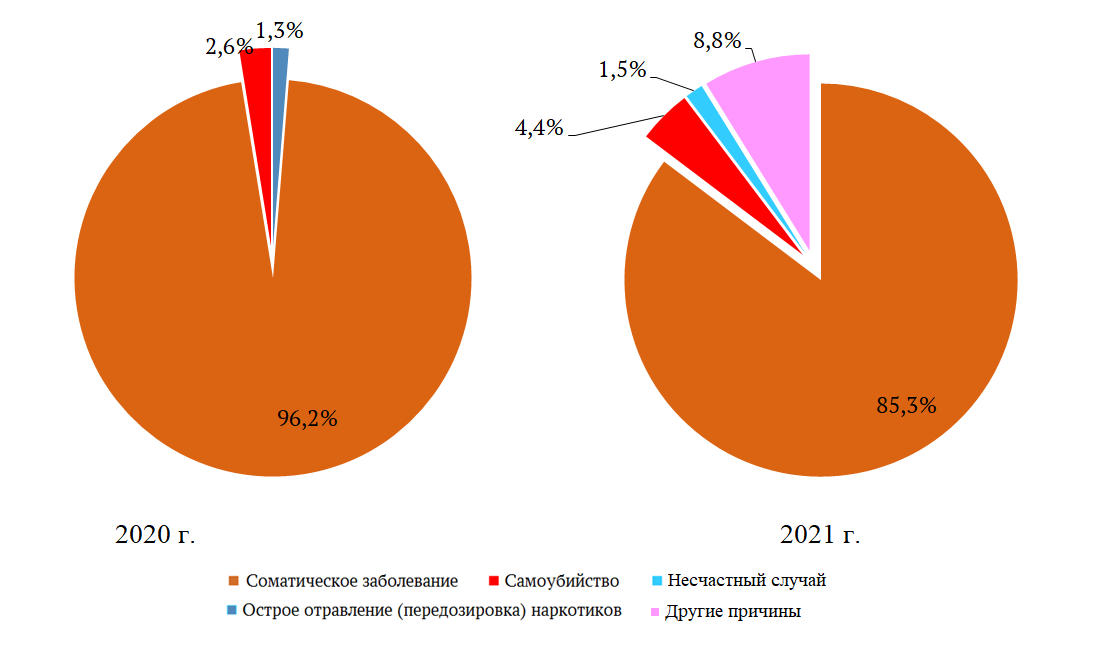 1,3%
2,6%
96,2%
2020 г.
8,8%
1,5%
4,4%
85,3%
2021 г.
Соматическое заболевание
Самоубийство
Несчастный случай
Острое отравление (передозировка) наркотиков
Другие причины